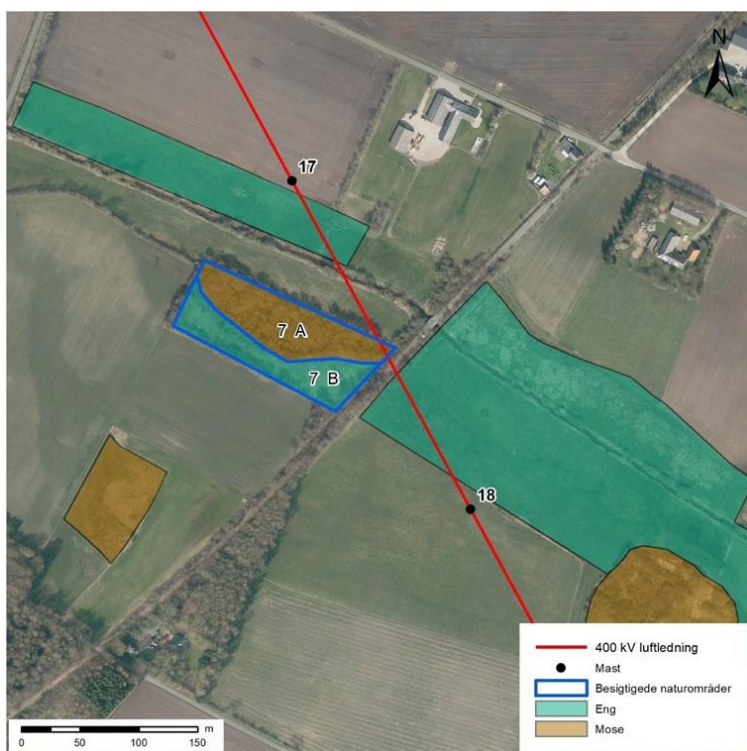 N
17
7 A
7 B
18
400 kV luftledning
Mast
Besigtigede naturområder
Eng
Mose
0 50 100 150 m